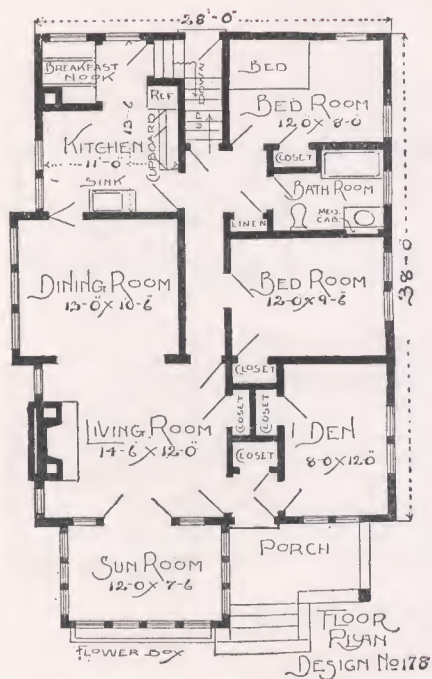 28'-0"
BREAKFAST
NOOK
BED
DOWN
UP
REF
BED ROOM
12-0 X 8-0
13-6
KITCHEN
11'-0"
CUPBOARD
CLOSET
BATH ROOM
SINK
MED.
CAB.
LINEN
DINING ROOM
13-0 X 10-6
BED ROOM
12-0 X 9-6
38'-0"
CLOSET
CLOSET
CLOSET
LIVING ROOM
14-6 X 12-0
DEN
8-0 X 12-0
CLOSET
PORCH
SUN ROOM
12-0 X 7-6
FLOWER BOX
FLOOR
PLAN
DESIGN No 178